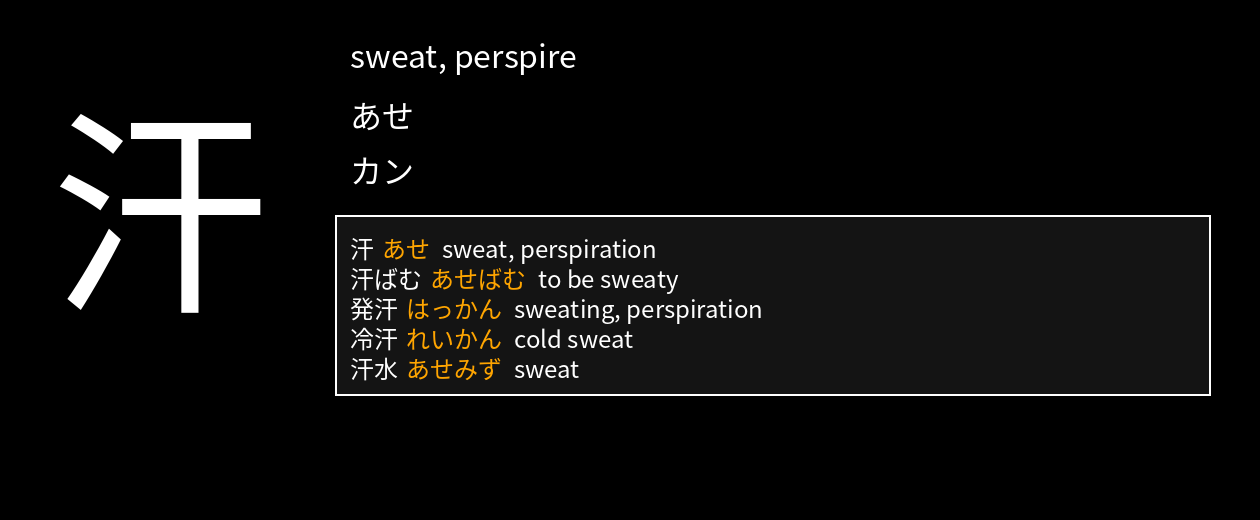 汗
sweat, perspire
あせ
カン
汗 あせ sweat, perspiration
汗ばむ あせばむ to be sweaty
発汗 はっかん sweating, perspiration
冷汗 れいかん cold sweat
汗水 あせみず sweat